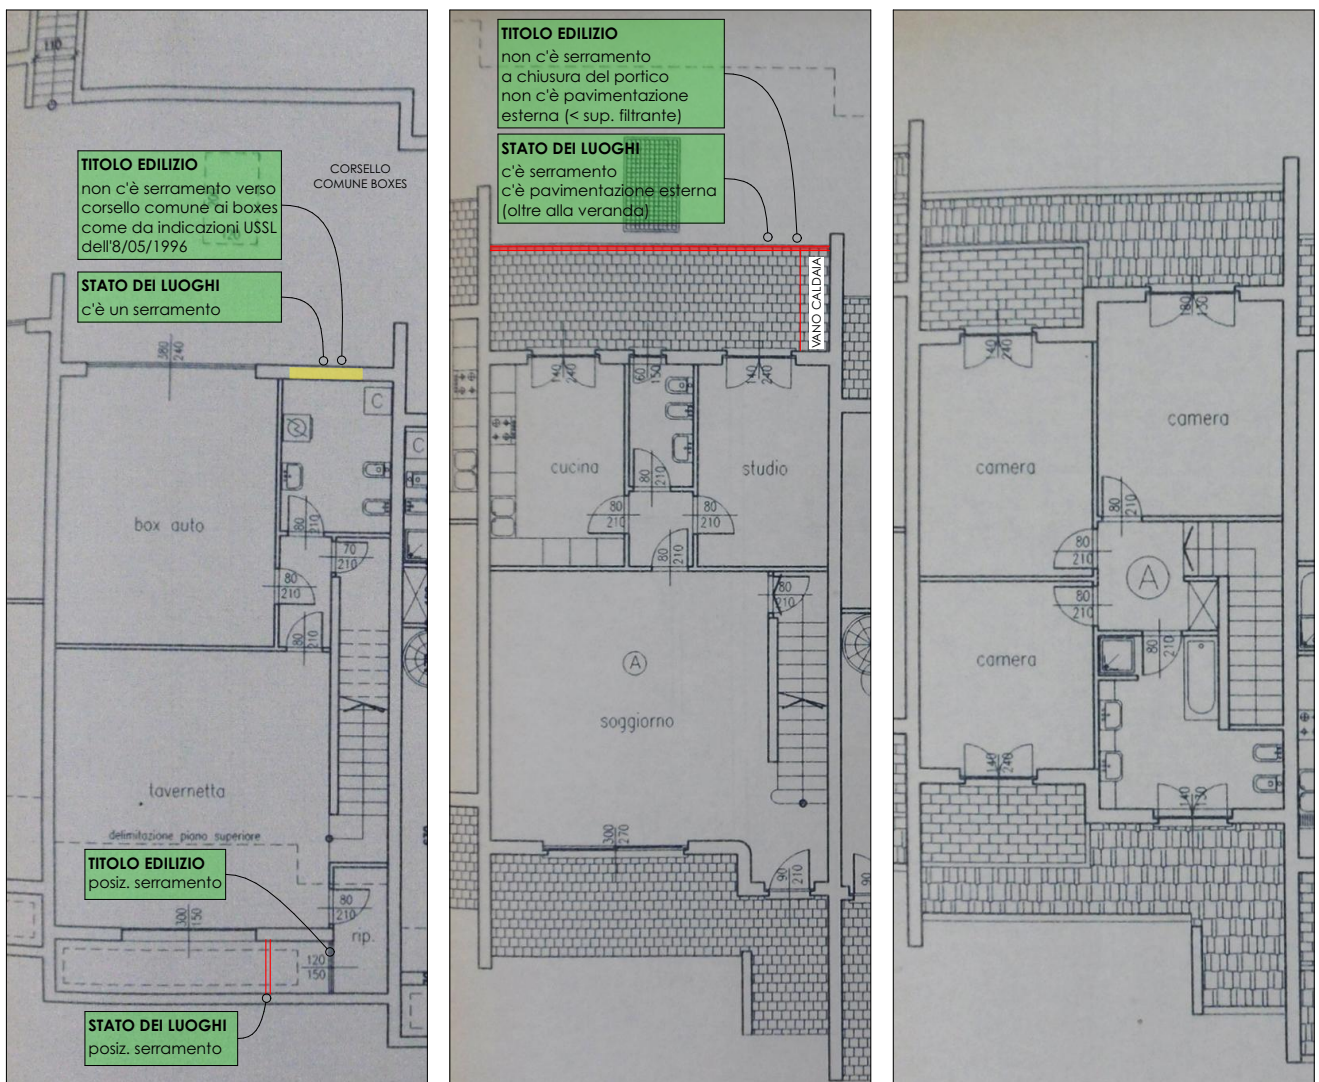 110
TITOLO EDILIZIO
non c'è serramento verso
corsello comune ai boxes
come da indicazioni USSL
dell'8/05/1996
CORSELLO
COMUNE BOXES
STATO DEI LUOGHI
c'è un serramento
380
240
C
C
box auto
80
210
70
210
80
210
80
210
tavernetta
delimitazione piano superiore
TITOLO EDILIZIO
posiz. serramento
80
210
300
150
rip.
120
150
STATO DEI LUOGHI
posiz. serramento
TITOLO EDILIZIO
non c'è serramento
a chiusura del portico
non c'è pavimentazione
esterna (< sup. filtrante)
STATO DEI LUOGHI
c'è serramento
c'è pavimentazione esterna
(oltre alla veranda)
VANO CALDAIA
140
240
60
150
140
240
cucina
studio
80
210
80
210
80
210
80
210
80
210
A
soggiorno
300
270
90
210
90
180
150
140
240
camera
camera
80
210
80
210
A
80
210
camera
80
210
140
240
140
130